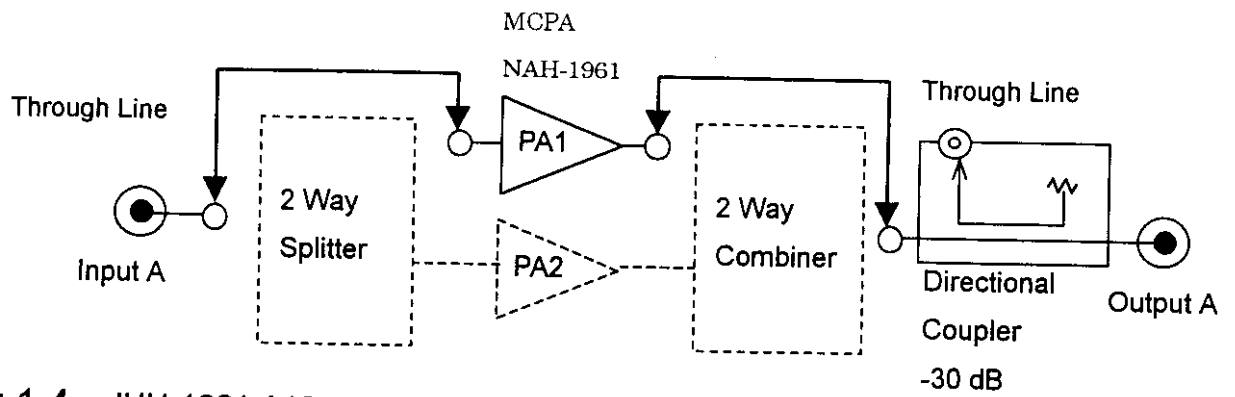 MCPA
NAH-1961
Through Line
Through Line
PA1
2 Way
Splitter
2 Way
Combiner
PA2
Input A
Directional
Coupler
-30 dB
Output A